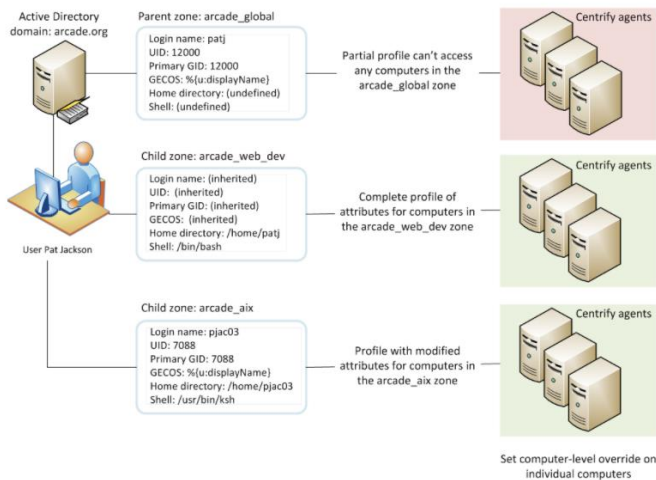 Active Directory
domain: arcade.org
Parent zone: arcade_global
Login name: patj
UID: 12000
Primary GID: 12000
GECOS: %{u:displayName}
Home directory: (undefined)
Shell: (undefined)
Partial profile can't access
any computers in the
arcade_global zone
Centrify agents
User Pat Jackson
Child zone: arcade_web_dev
Login name: (inherited)
UID:  (inherited)
Primary GID: (inherited)
GECOS:  (inherited)
Home directory: /home/patj
Shell: /bin/bash
Complete profile of
attributes for computers in
the arcade_web_dev zone
Centrify agents
Child zone: arcade_aix
Login name: pjac03
UID: 7088
Primary GID: 7088
GECOS: %{u:displayName}
Home directory: /home/pjac03
Shell: /usr/bin/ksh
Profile with modified
attributes for computers in
the arcade_aix zone
Centrify agents
Set computer-level override on
individual computers